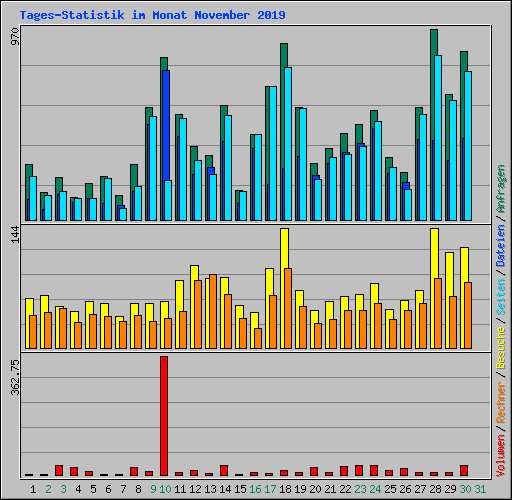 Tages-Statistik im Monat November 2019
970
144
362.75
Volumen/Rechner/Besuche/Seiten/Dateien/Anfragen
1 2 3 4 5 6 7 8 9 10 11 12 13 14 15 16 17 18 19 20 21 22 23 24 25 26 27 28 29 30 31